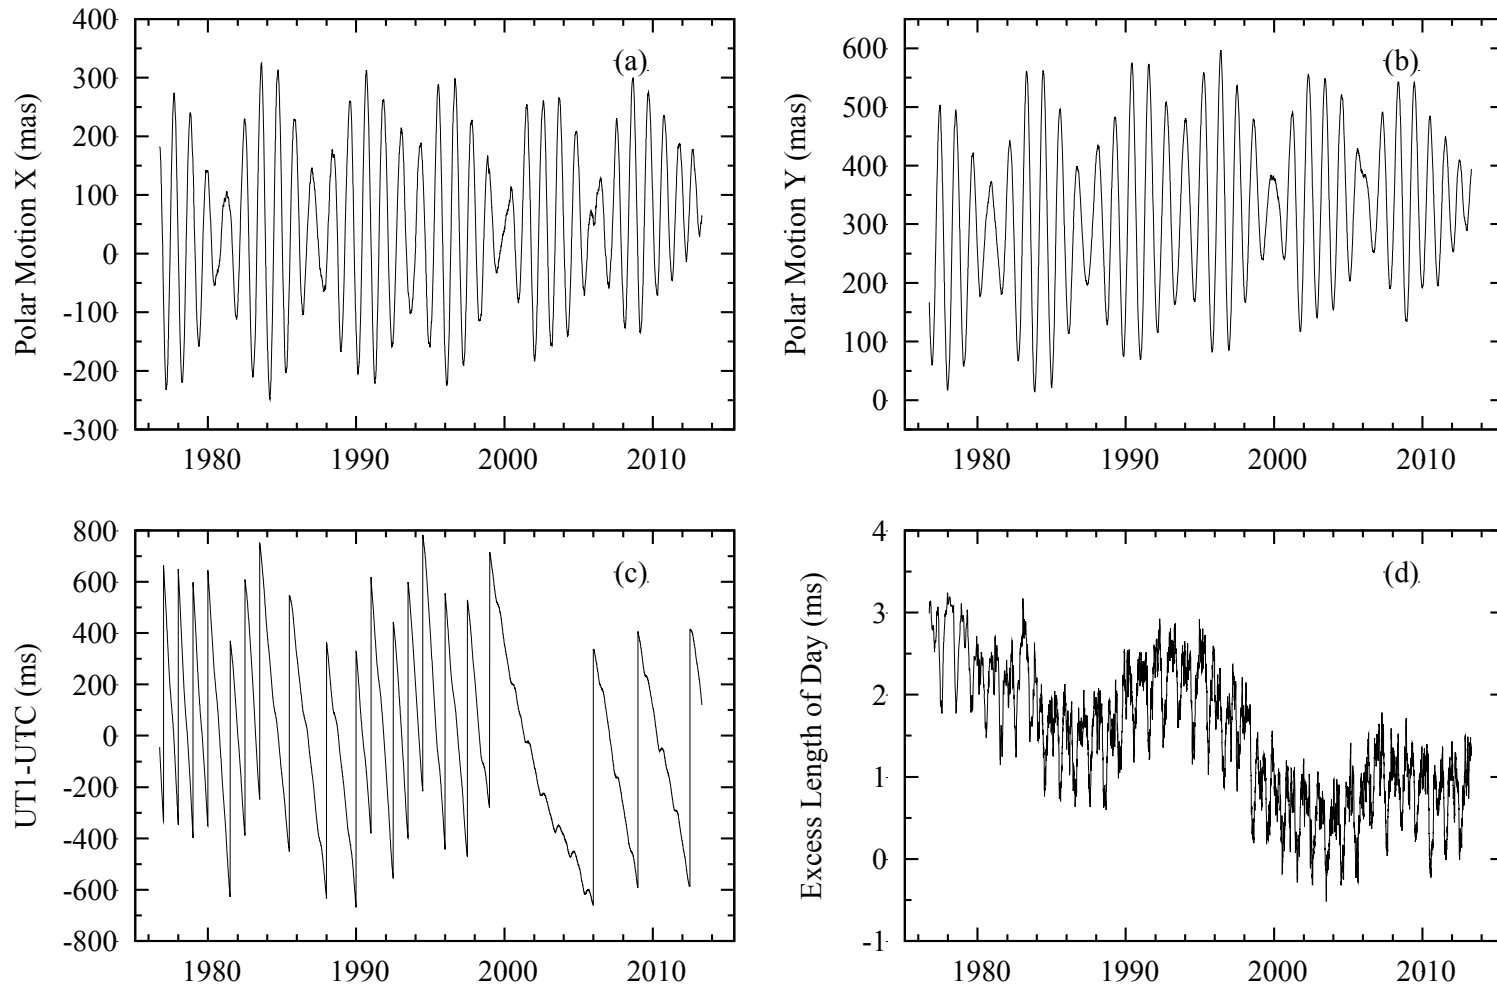 400
300
200
100
0
-100
-200
-300
Polar Motion X (mas)
(a)
1980 1990 2000 2010
600
500
400
300
200
100
0
Polar Motion Y (mas)
(b)
1980 1990 2000 2010
800
600
400
200
0
-200
-400
-600
-800
UT1-UTC (ms)
(c)
1980 1990 2000 2010
4
3
2
1
0
-1
Excess Length of Day (ms)
(d)
1980 1990 2000 2010